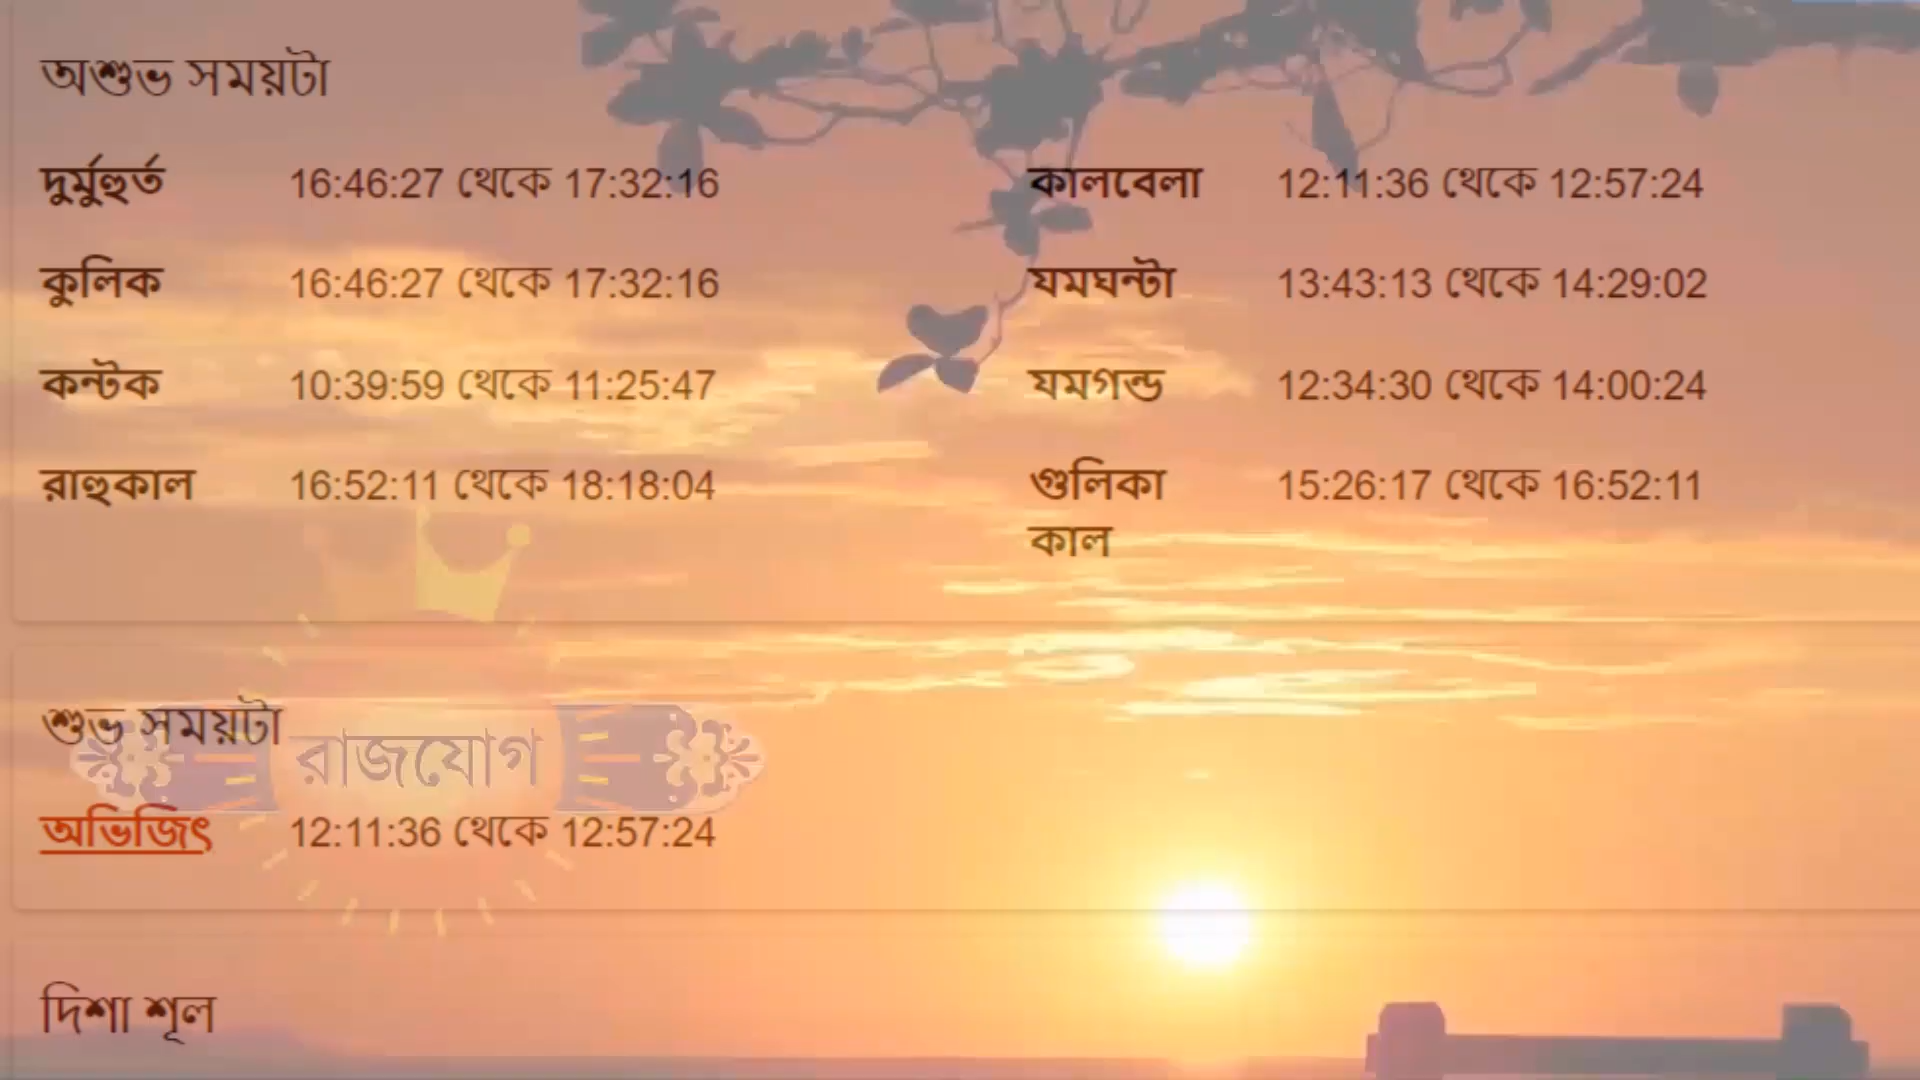 অশুভ সময়টা
দুর্মুহুর্ত 16:46:27 থেকে 17:32:16 কালবেলা 12:11:36 থেকে 12:57:24
কুলিক 16:46:27 থেকে 17:32:16 যমঘন্টা 13:43:13 থেকে 14:29:02
কন্টক 10:39:59 থেকে 11:25:47 যমগন্ড 12:34:30 থেকে 14:00:24
রাহুকাল 16:52:11 থেকে 18:18:04 গুলিকা 15:26:17 থেকে 16:52:11
কাল
শুভ সময়টা
রাজযোগ
অভিজিৎ 12:11:36 থেকে 12:57:24
দিশা শূল